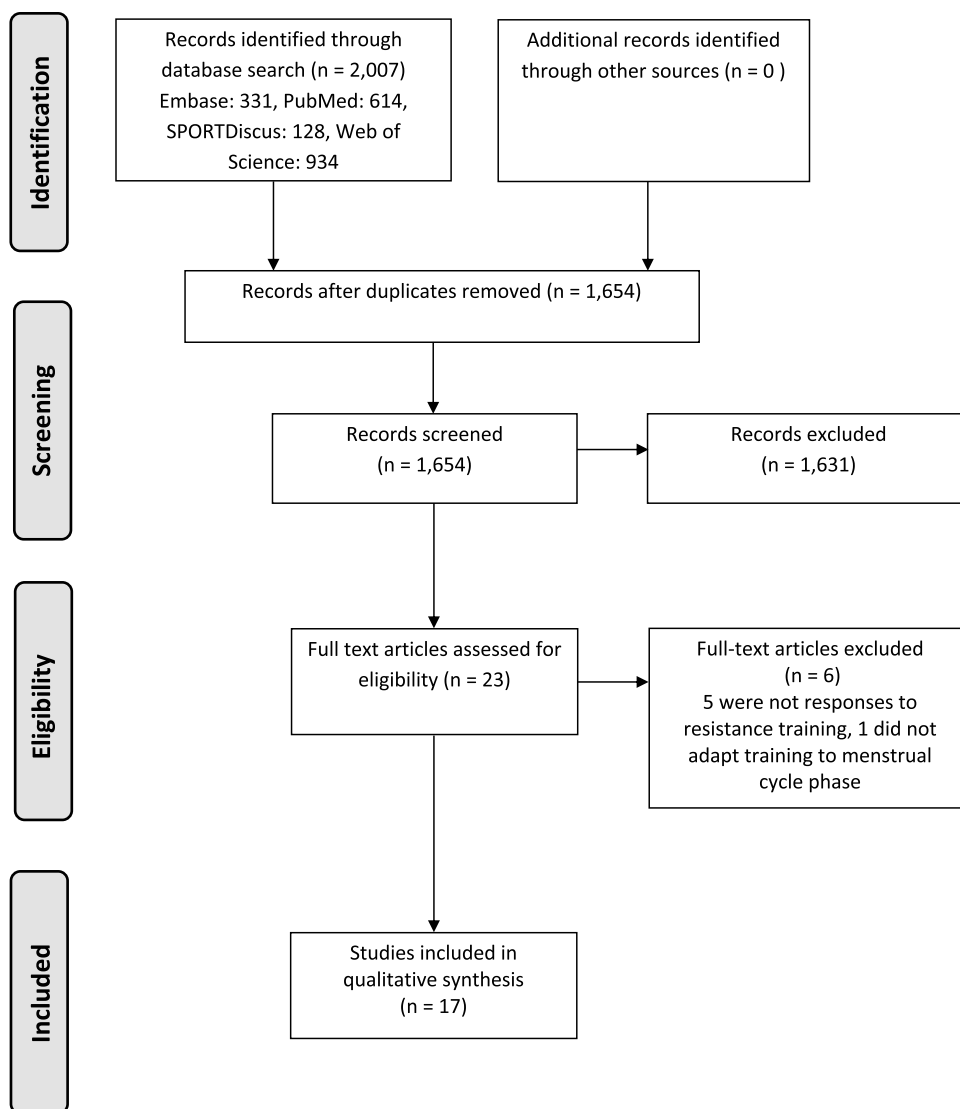 Identification
Records identified through
database search (n = 2,007)
Embase: 331, PubMed: 614,
SPORTDiscus: 128, Web of
Science: 934
Additional records identified
through other sources (n = 0 )
Records after duplicates removed (n = 1,654)
Screening
Records screened
(n = 1,654)
Records excluded
(n = 1,631)
Eligibility
Full text articles assessed for
eligibility (n = 23)
Full-text articles excluded
(n = 6)
5 were not responses to
resistance training, 1 did not
adapt training to menstrual
cycle phase
Included
Studies included in
qualitative synthesis
(n = 17)